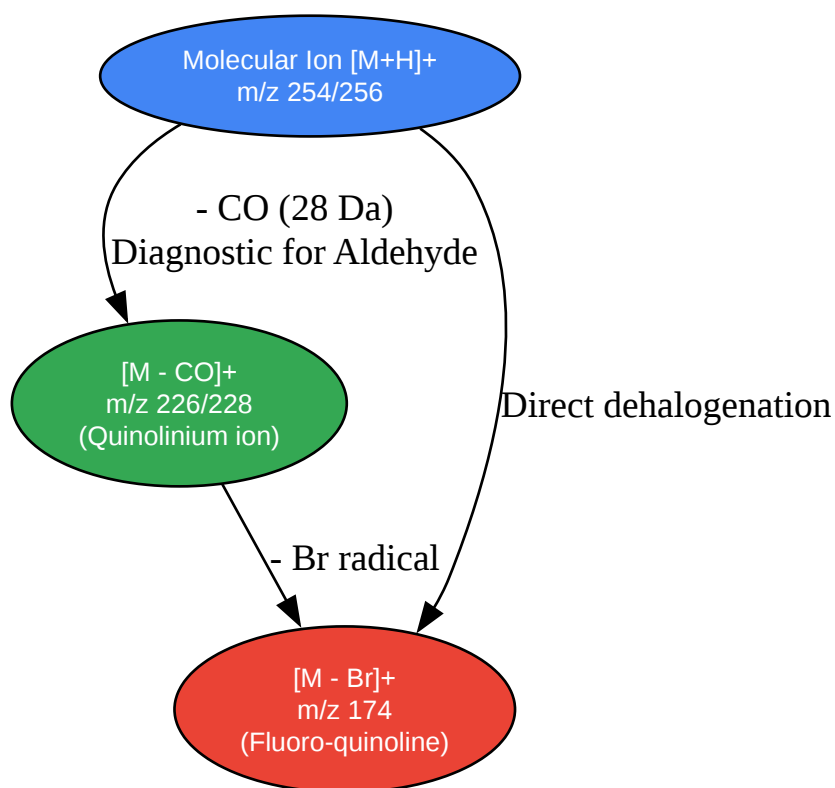 Molecular Ion [M+H]+
m/z 254/256
- CO (28 Da)
Diagnostic for Aldehyde
[M - CO]+
m/z 226/228
(Quinolinium ion)
Direct dehalogenation
- Br radical
[M - Br]+
m/z 174
(Fluoro-quinoline)